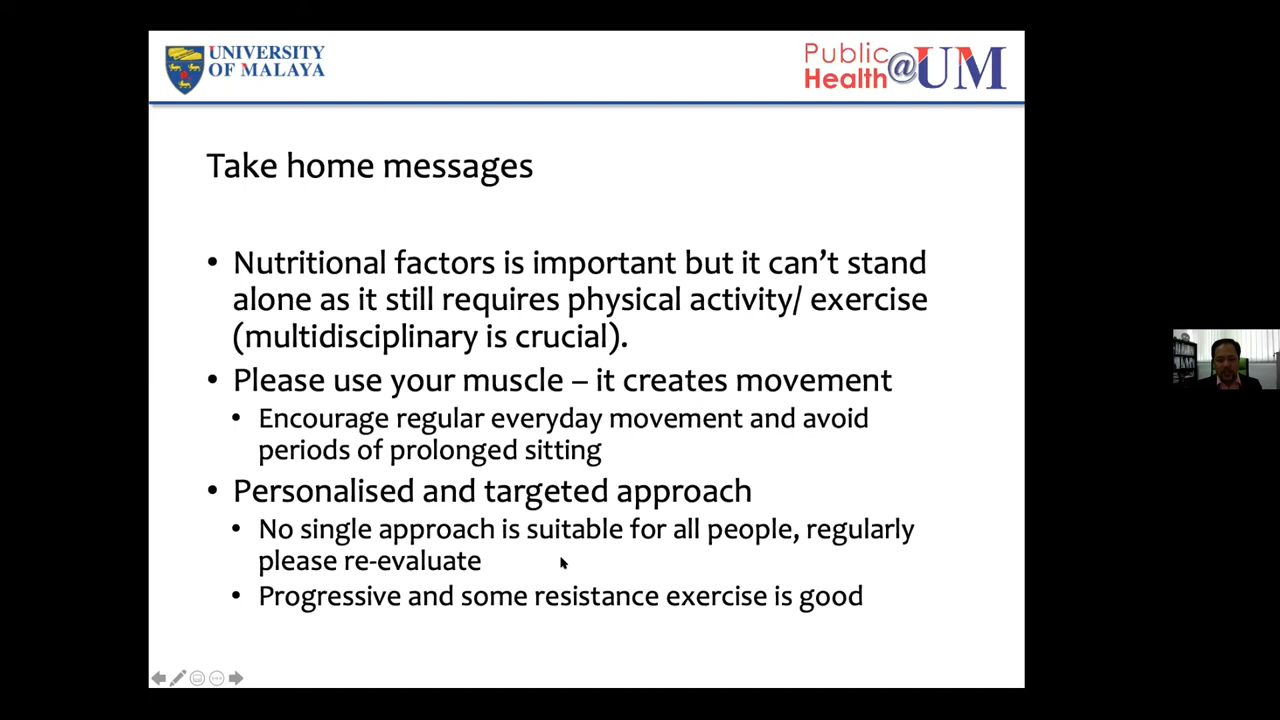 UNIVERSITY
OF MALAYA
Public
Health@UM
Take home messages
• Nutritional factors is important but it can’t stand
alone as it still requires physical activity/ exercise
(multidisciplinary is crucial).
• Please use your muscle – it creates movement
• Encourage regular everyday movement and avoid
periods of prolonged sitting
• Personalised and targeted approach
• No single approach is suitable for all people, regularly
please re-evaluate
• Progressive and some resistance exercise is good